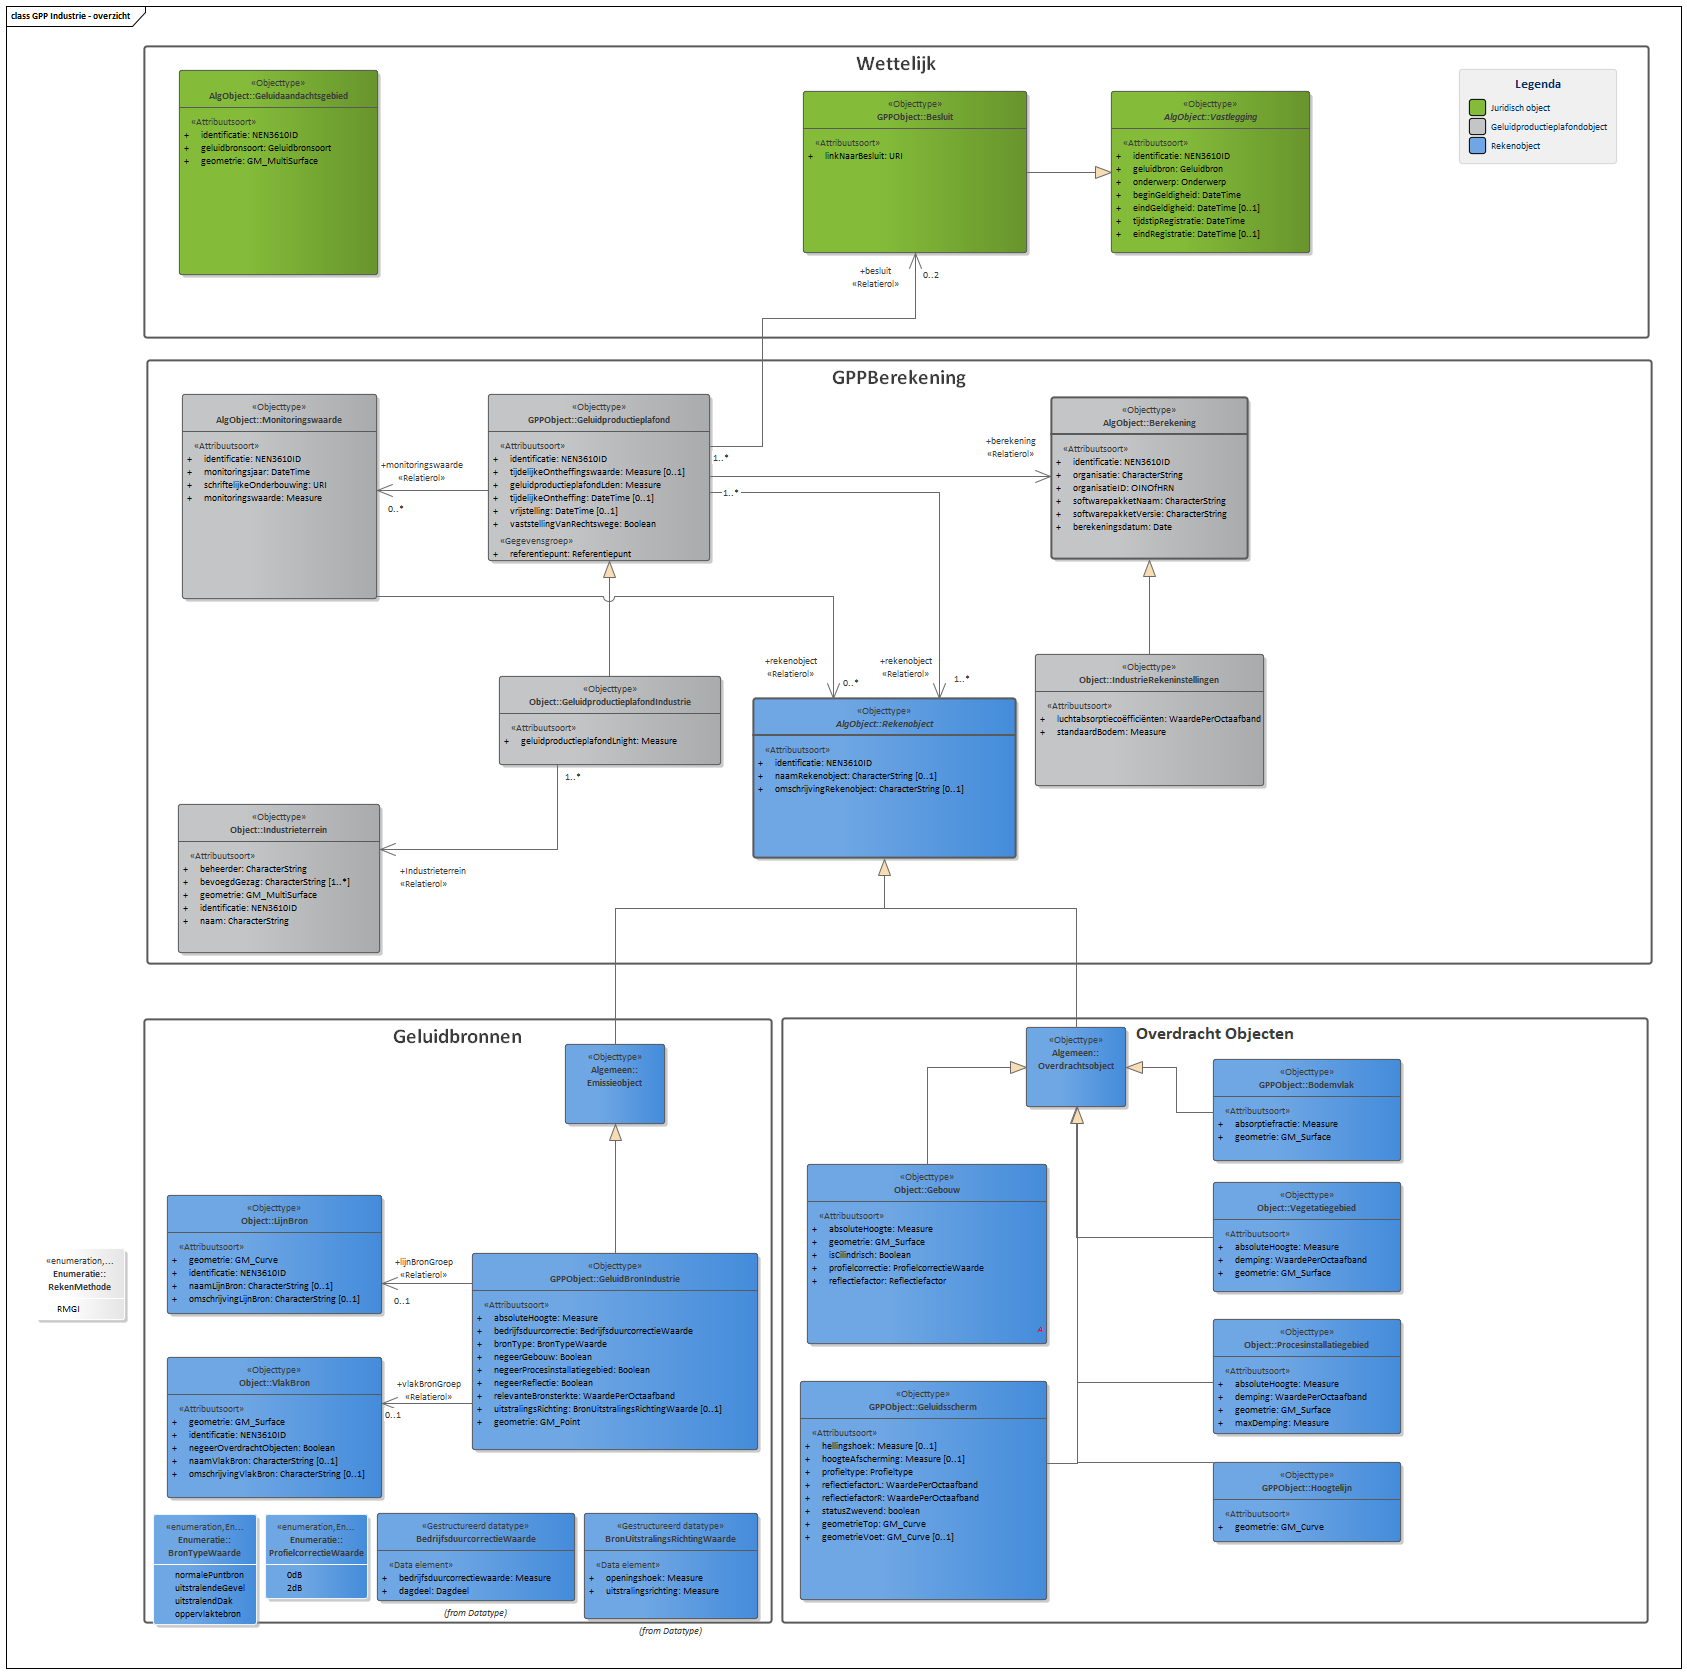 class GPP Industrie - overzicht
Wettelijk
«Objecttype»
AlgObject::Geluidaandachtsgebied
«Attribuutsoort»
+ identificatie: NEN3610ID
+ geluidbronsoort: Geluidbronsoort
+ geometrie: GM_MultiSurface
«Objecttype»
GPPObject::Besluit
«Attribuutsoort»
+ linkNaarBesluit: URI
«Objecttype»
AlgObject::Vastlegging
«Attribuutsoort»
+ identificatie: NEN3610ID
+ geluidbron: Geluidbron
+ onderwerp: Onderwerp
+ beginGeldigheid: DateTime
+ eindGeldigheid: DateTime [0..1]
+ tijdstipRegistratie: DateTime
+ eindRegistratie: DateTime [0..1]
Legenda
Juridisch object
Geluidproductieplafondobject
Rekenobject
+besluit
«Relatierol»
0..2
GPPBerekening
«Objecttype»
AlgObject::Monitoringswaarde
«Attribuutsoort»
+ identificatie: NEN3610ID
+ monitoringsjaar: DateTime
+ schriftelijkeOnderbouwing: URI
+ monitoringswaarde: Measure
+monitoringswaarde
«Relatierol»
0..*
«Objecttype»
GPPObject::Geluidproductieplafond
«Attribuutsoort»
+ identificatie: NEN3610ID
+ tijdelijkeOntheffingswaarde: Measure [0..1]
+ geluidproductieplafondLden: Measure
+ tijdelijkeOntheffing: DateTime [0..1]
+ vrijstelling: DateTime [0..1]
+ vaststellingVanRechtswege: Boolean
«Gegevensgroep»
+ referentiepunt: Referentiepunt
1..*
1..*
+berekening
«Relatierol»
«Objecttype»
AlgObject::Berekening
«Attribuutsoort»
+ identificatie: NEN3610ID
+ organisatie: CharacterString
+ organisatieID: OINOfHRN
+ softwarepakketNaam: CharacterString
+ softwarepakketVersie: CharacterString
+ berekeningsdatum: Date
+rekenobject
«Relatierol»
0..*
+rekenobject
«Relatierol»
1..*
«Objecttype»
Object::GeluidproductieplafondIndustrie
«Attribuutsoort»
+ geluidproductieplafondLnight: Measure
1..*
«Objecttype»
AlgObject::Rekenobject
«Attribuutsoort»
+ identificatie: NEN3610ID
+ naamRekenobject: CharacterString [0..1]
+ omschrijvingRekenobject: CharacterString [0..1]
«Objecttype»
Object::IndustrieRekeninstellingen
«Attribuutsoort»
+ luchtabsorptiecoëfficiënten: WaardePerOctaafband
+ standaardBodem: Measure
«Objecttype»
Object::Industrieterrein
«Attribuutsoort»
+ beheerder: CharacterString
+ bevoegdGezag: CharacterString [1..*]
+ geometrie: GM_MultiSurface
+ identificatie: NEN3610ID
+ naam: CharacterString
+Industrieterrein
«Relatierol»
Geluidbronnen
«Objecttype»
Algemeen::
Emissieobject
«Objecttype»
Object::LijnBron
«Attribuutsoort»
+ geometrie: GM_Curve
+ identificatie: NEN3610ID
+ naamLijnBron: CharacterString [0..1]
+ omschrijvingLijnBron: CharacterString [0..1]
+lijnBronGroep
«Relatierol»
0..1
«Objecttype»
GPPObject::GeluidBronIndustrie
«Attribuutsoort»
+ absoluteHoogte: Measure
+ bedrijfsduurcorrectie: BedrijfsduurcorrectieWaarde
+ bronType: BronTypeWaarde
+ negeerGebouw: Boolean
+ negeerProcesinstallatiegebied: Boolean
+ negeerReflectie: Boolean
+ relevanteBronsterkte: WaardePerOctaafband
+ uitstralingsRichting: BronUitstralingsRichtingWaarde [0..1]
+ geometrie: GM_Point
«enumeration,...
Enumeratie::
RekenMethode
RMGI
«Objecttype»
Object::VlakBron
«Attribuutsoort»
+ geometrie: GM_Surface
+ identificatie: NEN3610ID
+ negeerOverdrachtObjecten: Boolean
+ naamVlakBron: CharacterString [0..1]
+ omschrijvingVlakBron: CharacterString [0..1]
+vlakBronGroep
«Relatierol»
0..1
«enumeration,En...
Enumeratie::
BronTypeWaarde
normalePuntbron
uitstralendeGevel
uitstralendDak
oppervlaktebron
«enumeration,En...
Enumeratie::
ProfielcorrectieWaarde
0dB
2dB
«Gestructureerd datatype»
BedrijfsduurcorrectieWaarde
«Data element»
+ bedrijfsduurcorrectiewaarde: Measure
+ dagdeel: Dagdeel
(from Datatype)
«Gestructureerd datatype»
BronUitstralingsRichtingWaarde
«Data element»
+ openingshoek: Measure
+ uitstralingsrichting: Measure
(from Datatype)
Overdracht Objecten
«Objecttype»
Algemeen::
Overdrachtsobject
«Objecttype»
GPPObject::Bodemvlak
«Attribuutsoort»
+ absorptiefractie: Measure
+ geometrie: GM_Surface
«Objecttype»
Object::Gebouw
«Attribuutsoort»
+ absoluteHoogte: Measure
+ geometrie: GM_Surface
+ isCilindrisch: Boolean
+ profielcorrectie: ProfielcorrectieWaarde
+ reflectiefactor: Reflectiefactor
A
«Objecttype»
Object::Vegetatiegebied
«Attribuutsoort»
+ absoluteHoogte: Measure
+ demping: WaardePerOctaafband
+ geometrie: GM_Surface
«Objecttype»
Object::Procesinstallatiegebied
«Attribuutsoort»
+ absoluteHoogte: Measure
+ demping: WaardePerOctaafband
+ geometrie: GM_Surface
+ maxDemping: Measure
«Objecttype»
GPPObject::Geluidsscherm
«Attribuutsoort»
+ hellingshoek: Measure [0..1]
+ hoogteAfscherming: Measure [0..1]
+ profieltype: Profieltype
+ reflectiefactorL: WaardePerOctaafband
+ reflectiefactorR: WaardePerOctaafband
+ statusZwevend: boolean
+ geometrieTop: GM_Curve
+ geometrieVoet: GM_Curve [0..1]
«Objecttype»
GPPObject::Hoogtelijn
«Attribuutsoort»
+ geometrie: GM_Curve